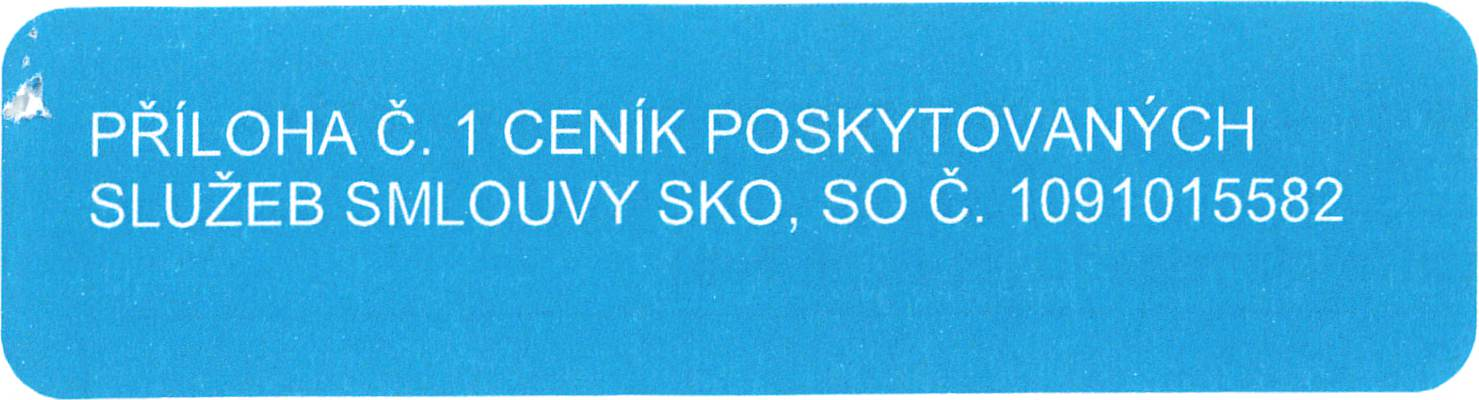 PŘÍLOHA Č. 1 CENÍK POSKYTOVANÝCH
SLUŽEB SMLOUVY SKO, SO Č. 1091015582